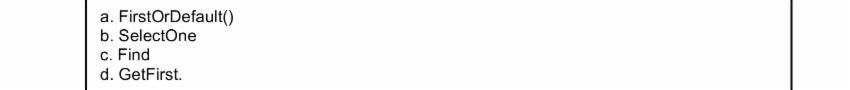 a. FirstOrDefault()
b. SelectOne
c. Find
d. GetFirst.